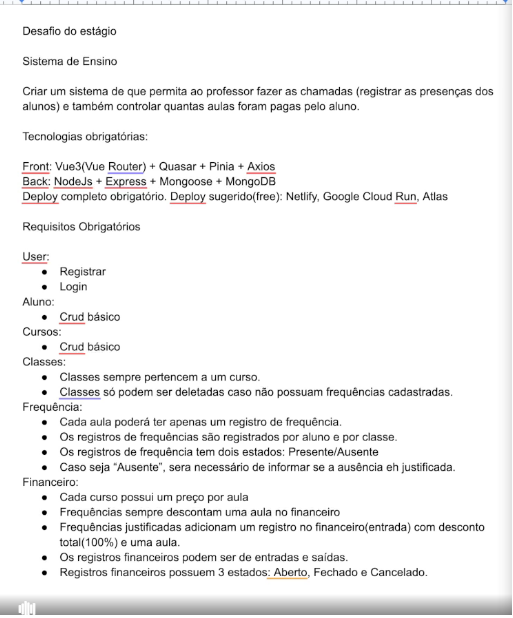 Desafio do estágio
Sistema de Ensino
Criar um sistema de que permita ao professor fazer as chamadas (registrar as presenças dos
alunos) e também controlar quantas aulas foram pagas pelo aluno.
Tecnologias obrigatórias:
Front: Vue3(Vue Router) + Quasar + Pinia + Axios
Back: NodeJs + Express + Mongoose + MongoDB
Deploy completo obrigatório. Deploy sugerido(free): Netlify, Google Cloud Run, Atlas
Requisitos Obrigatórios
User:
● Registrar
● Login
Aluno:
● Crud básico
Cursos:
● Crud básico
Classes:
● Classes sempre pertencem a um curso.
● Classes só podem ser deletadas caso não possuam frequências cadastradas.
Frequência:
● Cada aula poderá ter apenas um registro de frequência.
● Os registros de frequências são registrados por aluno e por classe.
● Os registros de frequência tem dois estados: Presente/Ausente
● Caso seja “Ausente”, sera necessário de informar se a ausência eh justificada.
Financeiro:
● Cada curso possui um preço por aula
● Frequências sempre descontam uma aula no financeiro
● Frequências justificadas adicionam um registro no financeiro(entrada) com desconto
total(100%) e uma aula.
● Os registros financeiros podem ser de entradas e saídas.
● Registros financeiros possuem 3 estados: Aberto, Fechado e Cancelado.